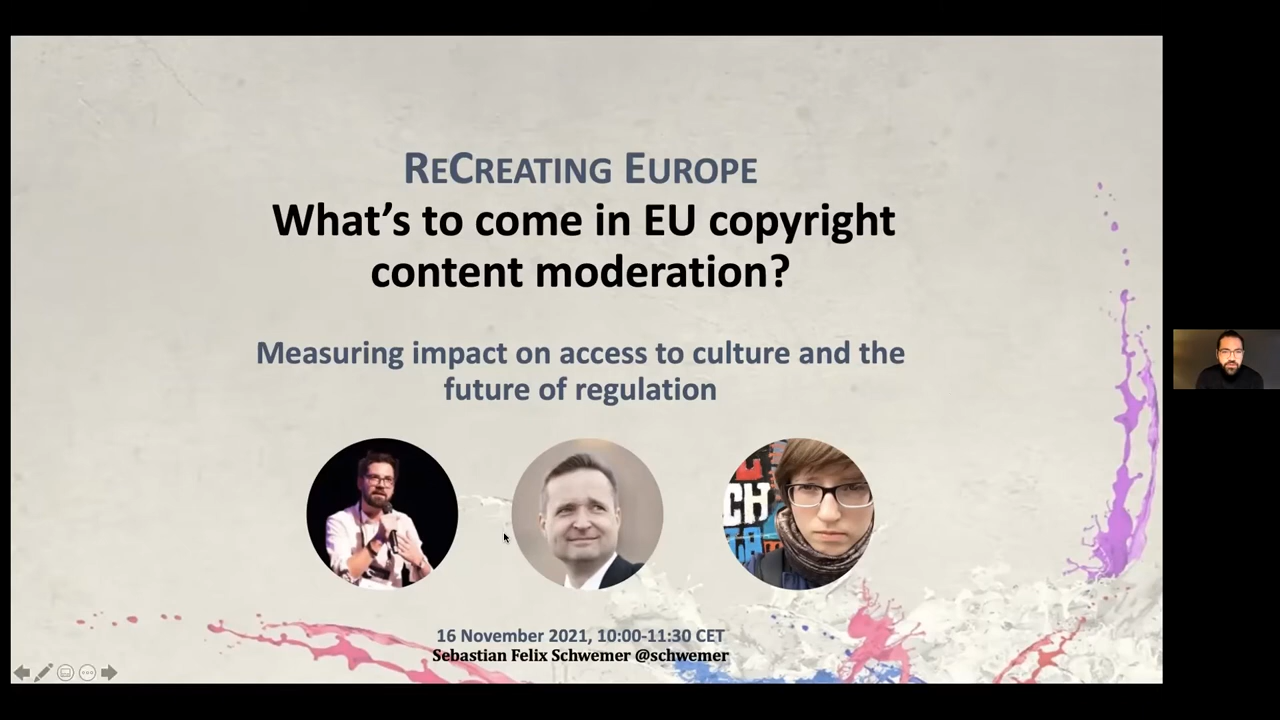 RECREATING EUROPE
What's to come in EU copyright
content moderation?
Measuring impact on access to culture and the
future of regulation
CH
16 November 2021, 10:00-11:30 CET
Sebastian Felix Schwemer @schwemer